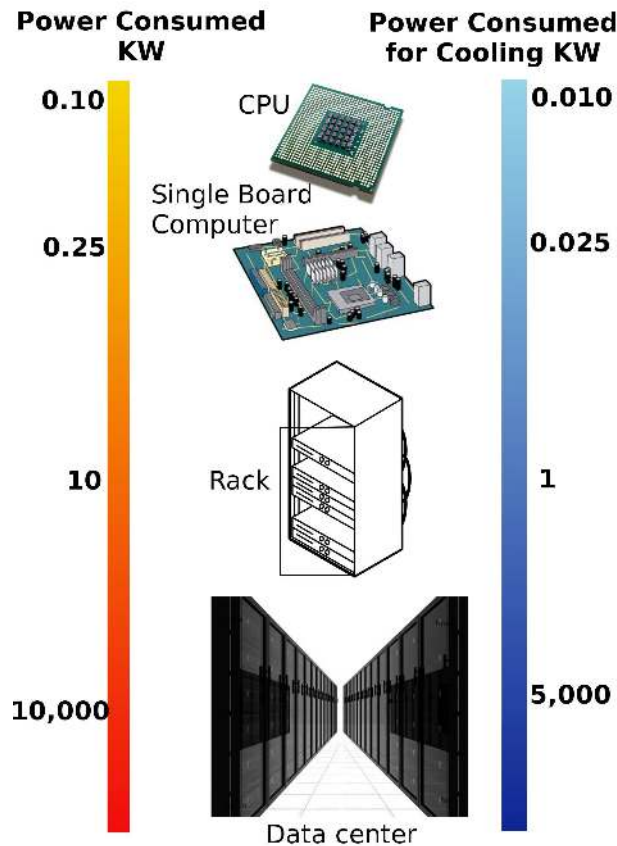 Power Consumed
KW
Power Consumed
for Cooling KW
0.10
CPU
0.010
Single Board
Computer
0.25
0.025
10
Rack
1
10,000
5,000
Data center